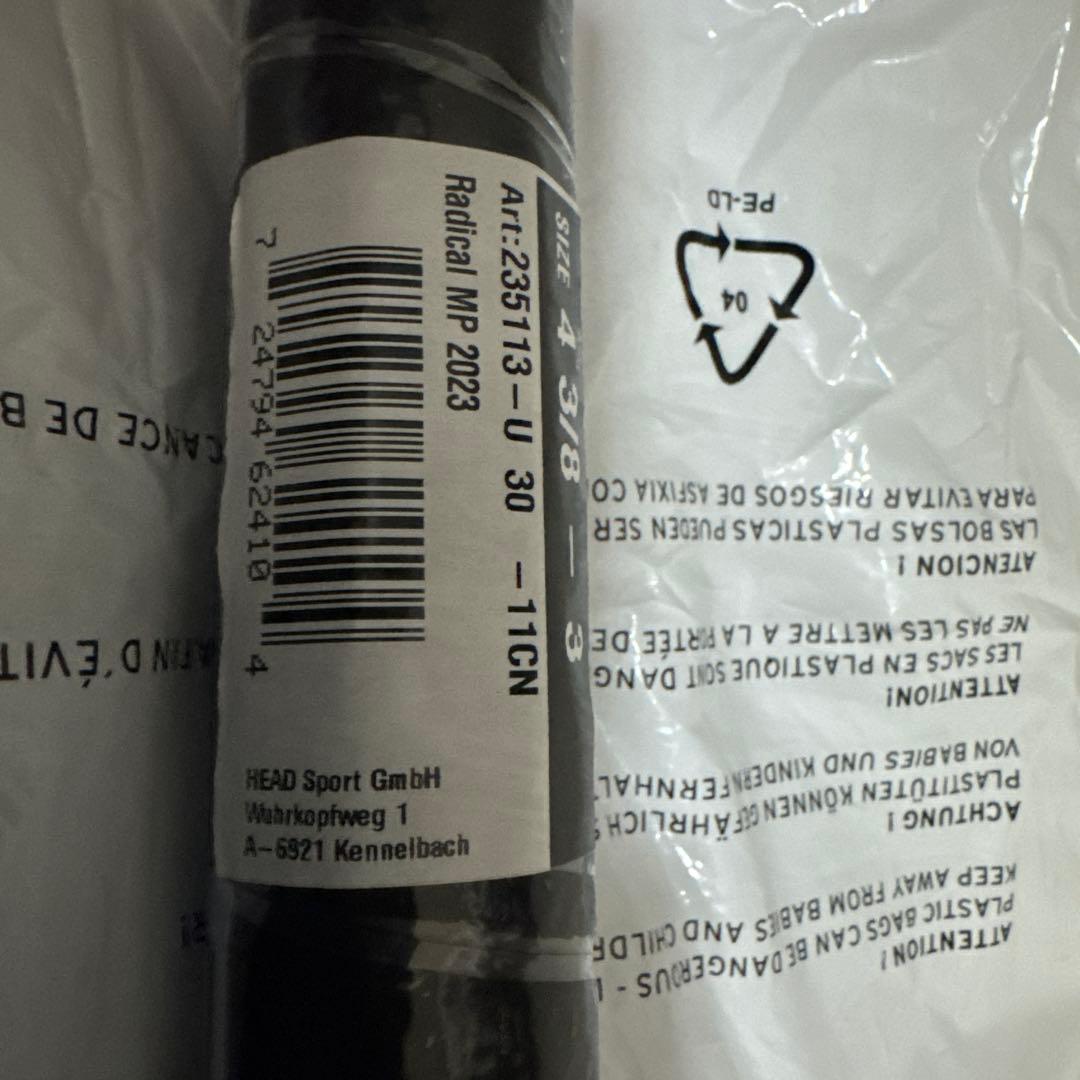 SIZE 4 3/8 - 3
Art:235113-U 30 -11CN
Radical MP 2023
7 24794 62410 4
HEAD Sport GmbH
Wuhrkopfweg 1
A-6921 Kennelbach
PE-LD
04
ATTENTION!
PLASTIC BAGS CAN BE DANGEROUS -
KEEP AWAY FROM BABIES AND CHILDR
ACHTUNG!
PLASTITÜTEN KÖNNEN GEFÄHRLICH
VON BABIES UND KINDERN FERNHAL
ATTENTION!
LES SACS EN PLASTIQUE SONT DANG
NE PAS LES METTRE A LA PORTÉE DE
ATENCION!
LAS BOLSAS PLASTICAS PUEDEN SER
PARA EVITAR RIESGOS DE ASFIXIA CO
AFIN D'ÉVIT
CANCE DE B